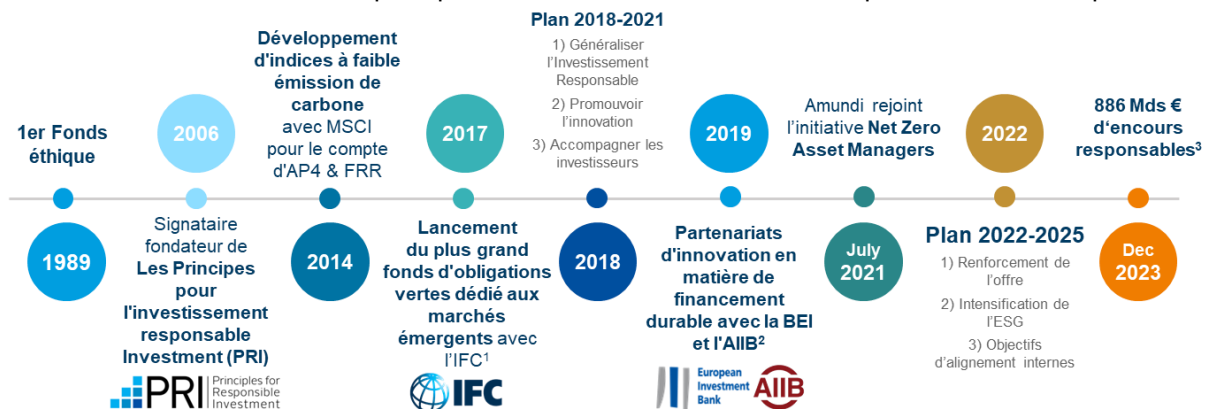 1er Fonds
éthique
1989
2006
Signataire
fondateur de
Les Principes
pour
l'investissement
responsable
Investment (PRI)
PRI Principles for
Responsible
Investment
Développement
d'indices à faible
émission de
carbone
avec MSCI
pour le compte
d'AP4 & FRR
2014
2017
Lancement
du plus grand
fonds d'obligations
vertes dédié aux
marchés
émergents avec
l'IFC¹
IFC
Plan 2018-2021
1) Généraliser
l'Investissement
Responsable
2) Promouvoir
l'innovation
3) Accompagner les
investisseurs
2018
2019
Partenariats
d'innovation en
matière de
financement
durable avec la BEI
et l'AIIB²
European
Investment
Bank
AIIB
Amundi rejoint
l'initiative Net Zero
Asset Managers
July
2021
2022
Plan 2022-2025
1) Renforcement de
l'offre
2) Intensification de
l'ESG
3) Objectifs
d'alignement internes
886 Mds €
d‘encours
responsables³
Dec
2023